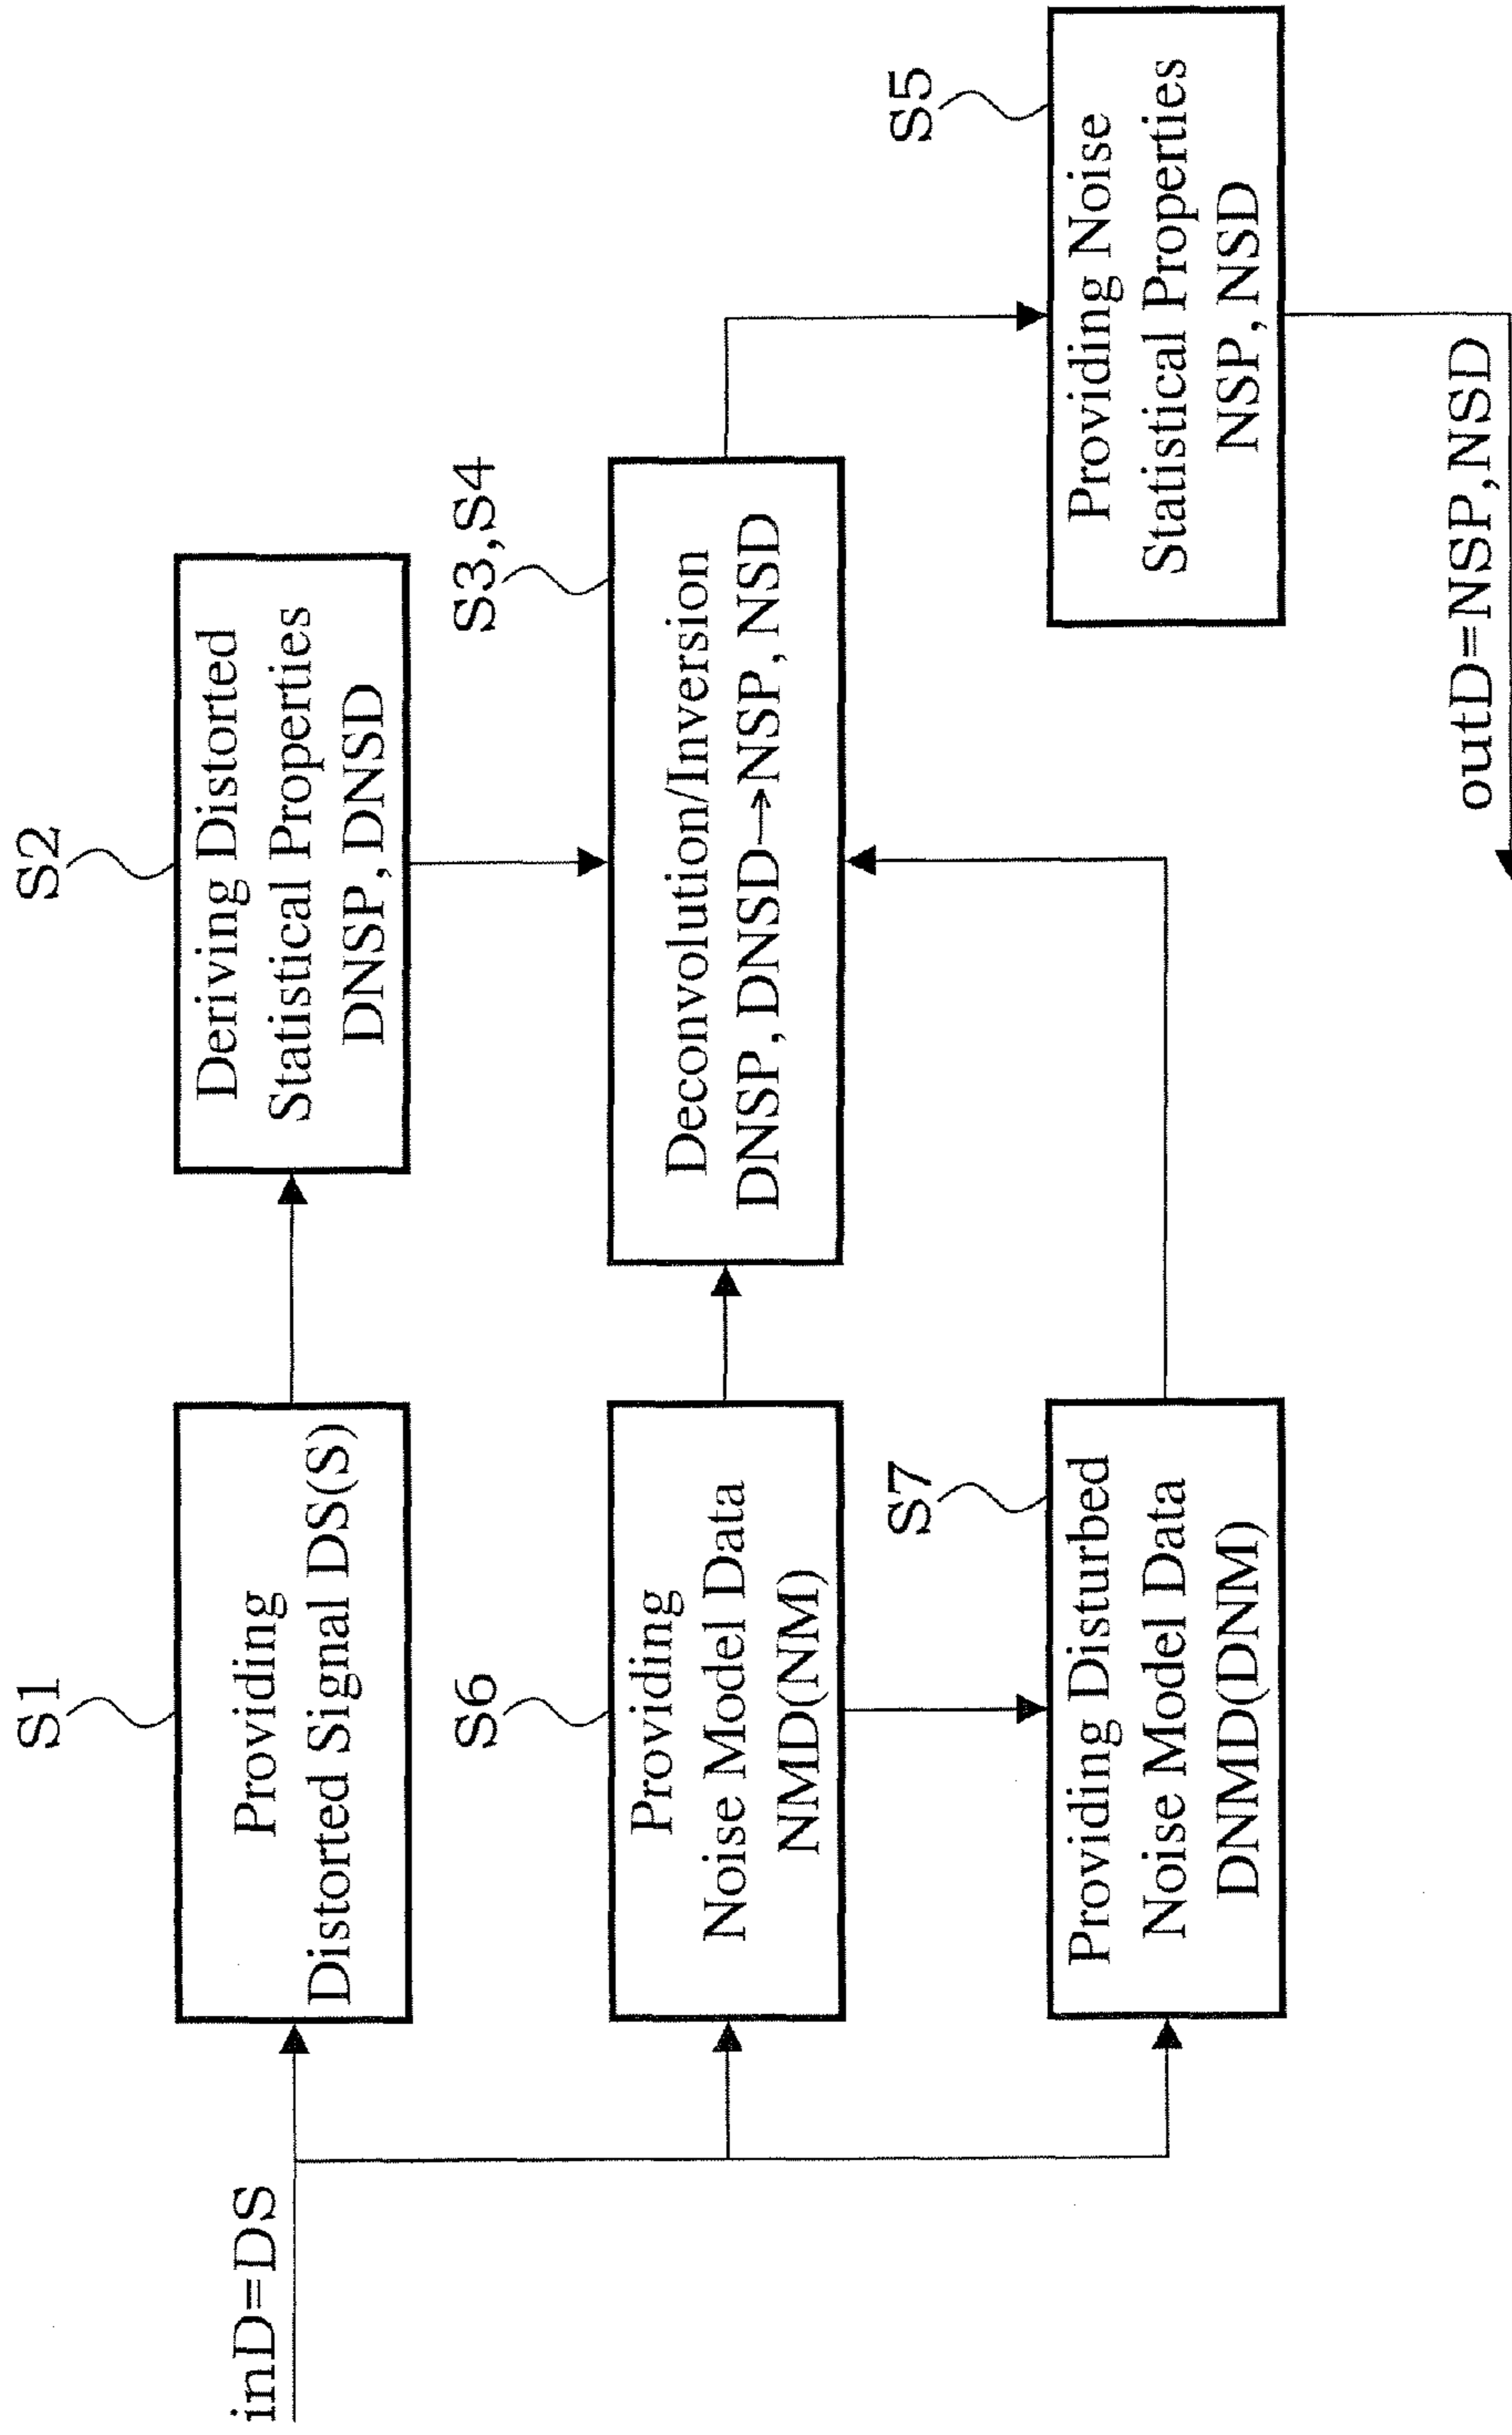 inD=DS
S1
Providing
Distorted Signal DS(S)
S2
Deriving Distorted
Statistical Properties
DNSP, DNSD
S6
Providing
Noise Model Data
NMD(NM)
S3,S4
Deconvolution/Inversion
DNSP, DNSD→NSP, NSD
S7
Providing Disturbed
Noise Model Data
DNMD(DNM)
S5
Providing Noise
Statistical Properties
NSP, NSD
outD=NSP,NSD